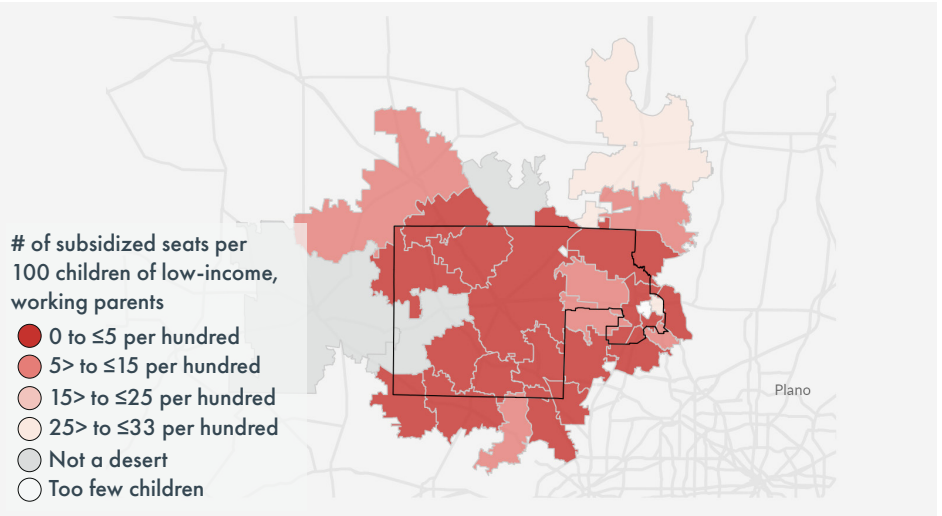 # of subsidized seats per
100 children of low-income,
working parents
0 to ≤5 per hundred
5> to ≤15 per hundred
15> to ≤25 per hundred
25> to ≤33 per hundred
Not a desert
Too few children
Plano